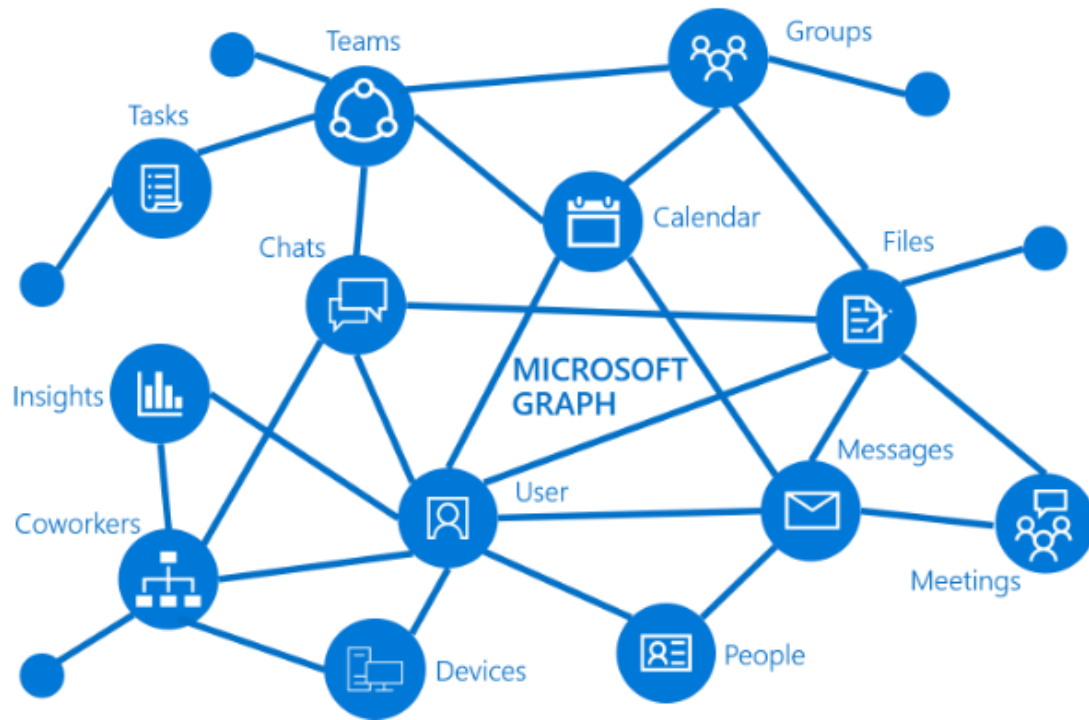 Teams
Groups
Tasks
Calendar
Chats
Files
MICROSOFT
GRAPH
Insights
Messages
User
Coworkers
Meetings
People
Devices